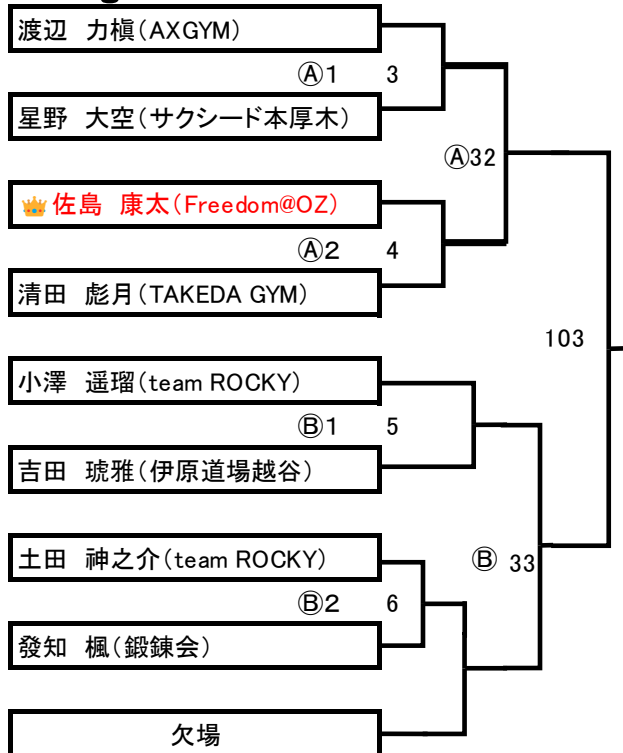 渡辺　力槇(AXGYM)
Ⓐ1　3
星野　大空(サクシード本厚木)
Ⓐ32
佐島　康太(Freedom@OZ)
Ⓐ2　4
清田　彪月(TAKEDA GYM)
103
小澤　遥瑠(team ROCKY)
Ⓑ1　5
吉田　琥雅(伊原道場越谷)
土田　神之介(team ROCKY)
Ⓑ 33
Ⓑ2　6
發知　楓(鍛錬会)
欠場